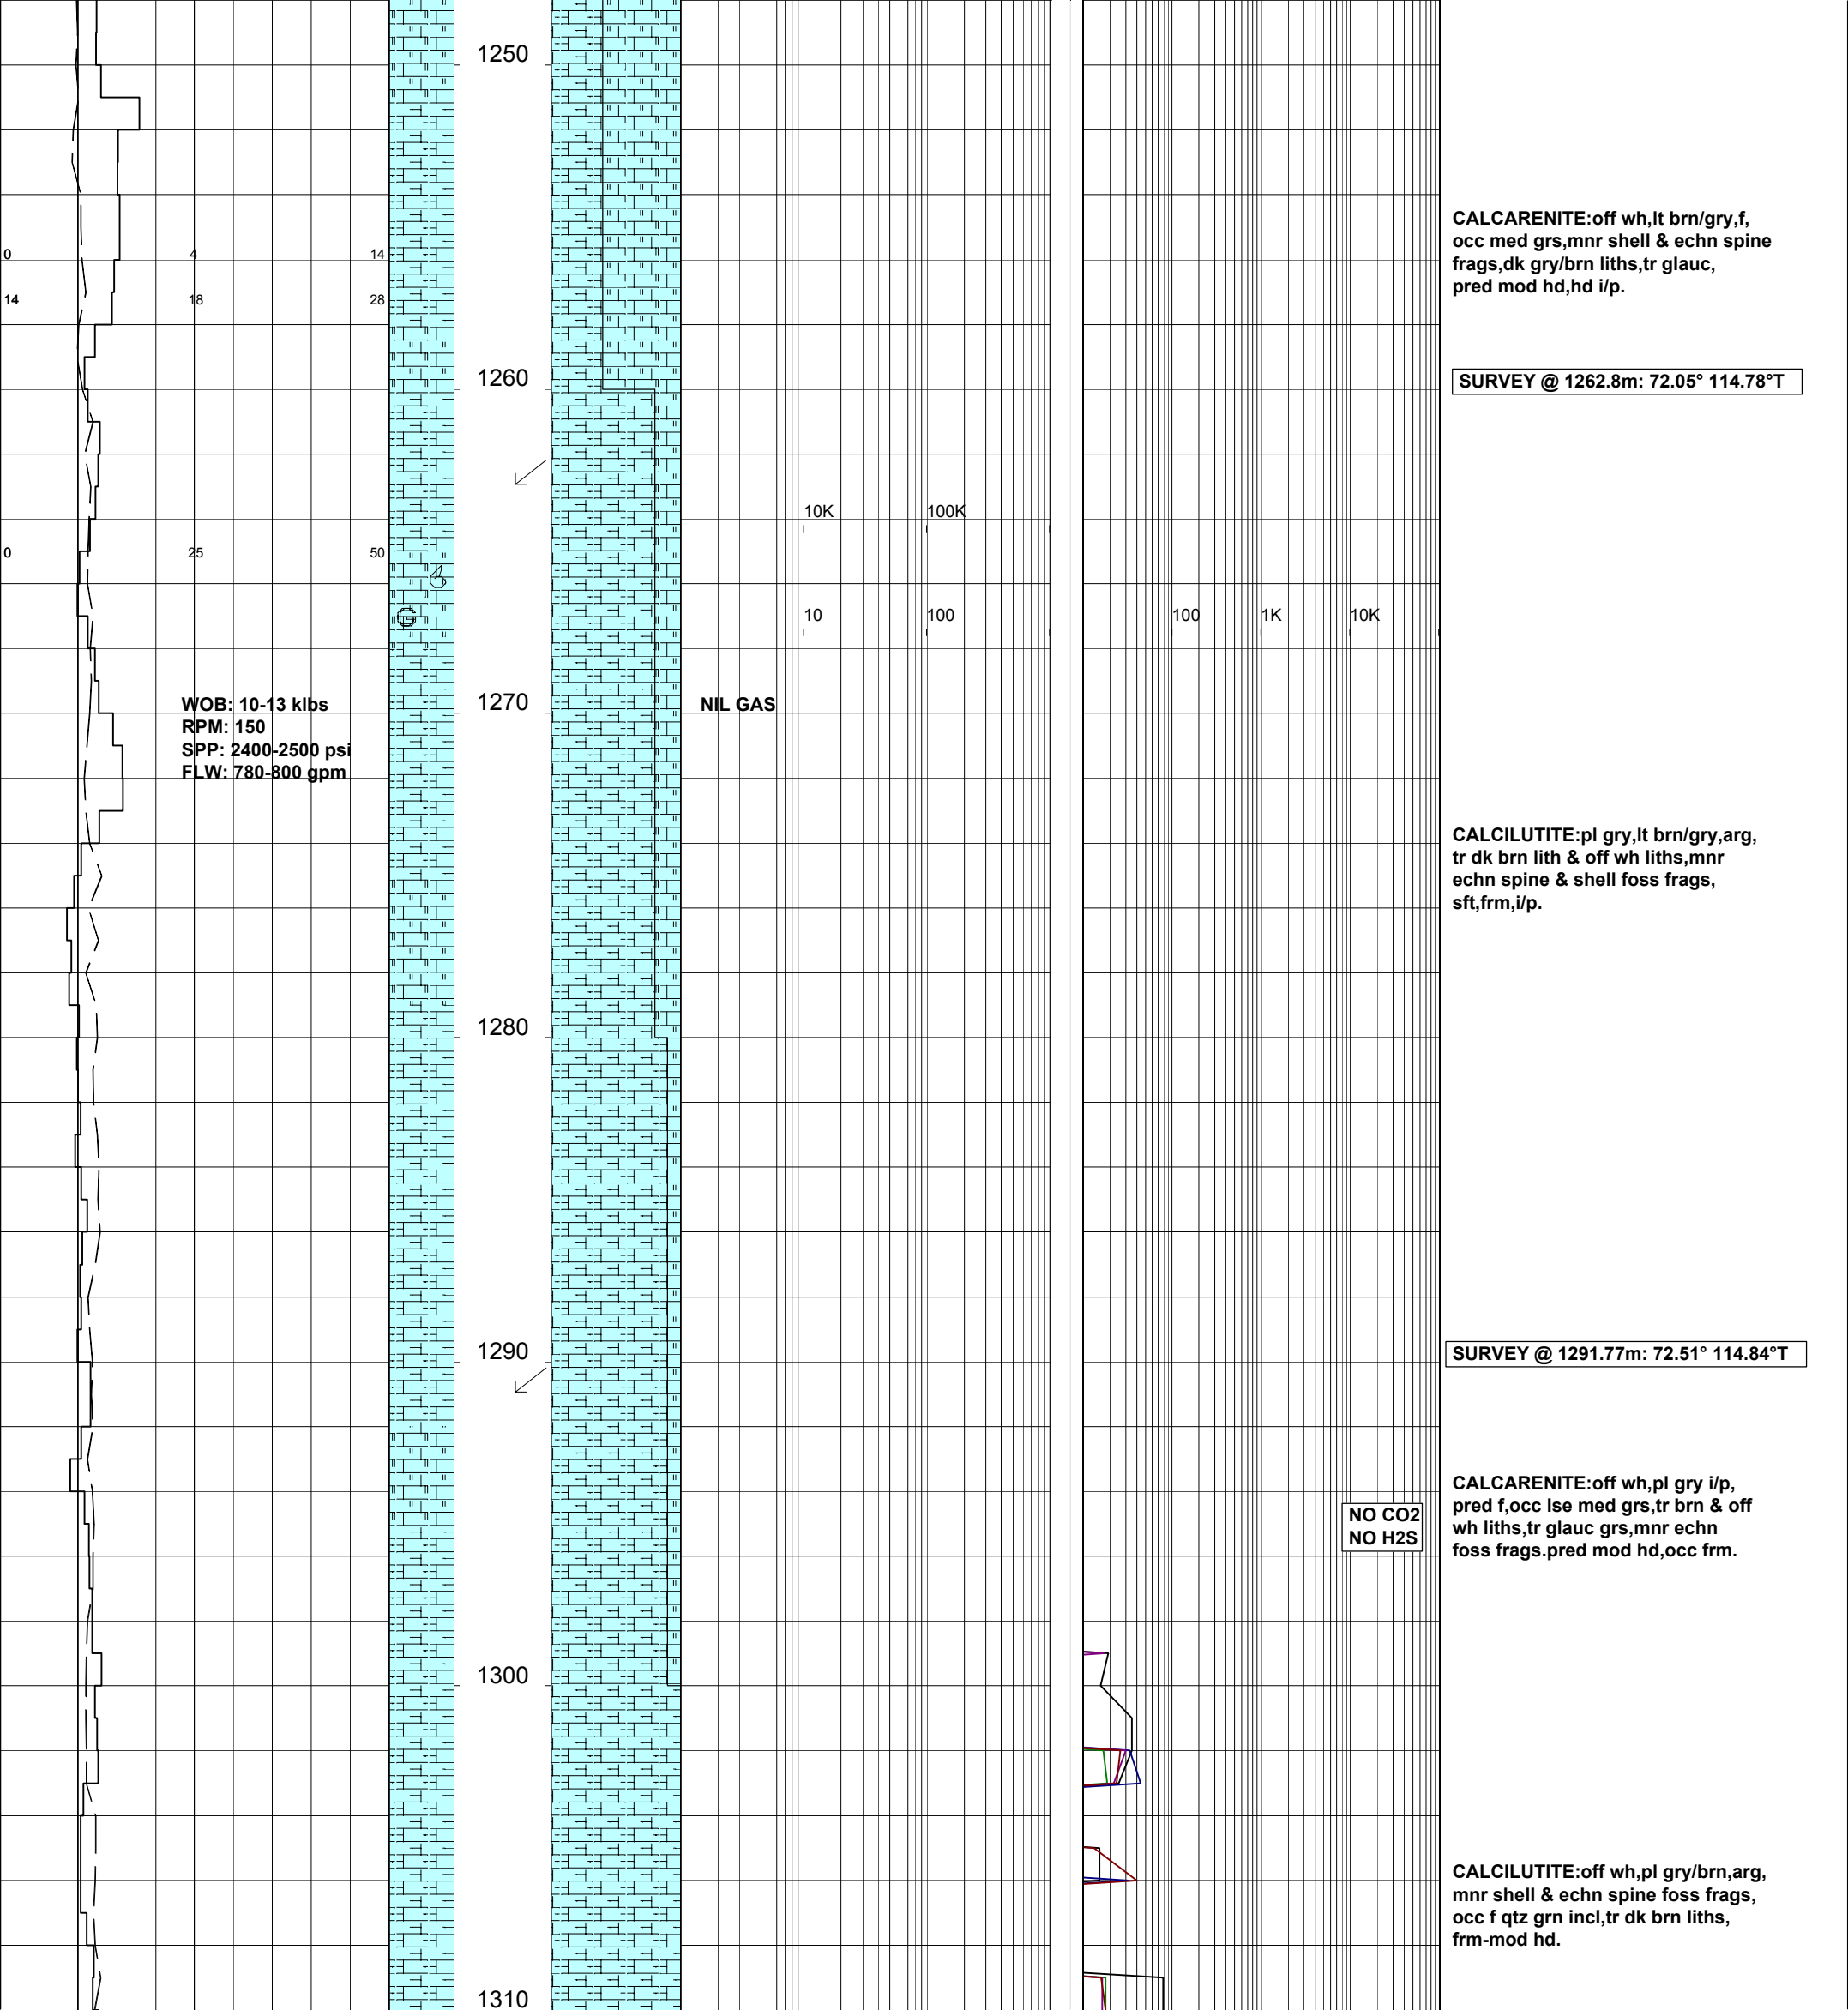 1250
CALCARENITE:off wh,lt brn/gry,f,
occ med grs,mnr shell & echn spine
frags,dk gry/brn liths,tr glauc,
pred mod hd,hd i/p.
0 4 14
14 18 28
1260
SURVEY @ 1262.8m: 72.05° 114.78°T
10K 100K
0 25 50
G
10 100 100 1K 10K
1270
NIL GAS
WOB: 10-13 klbs
RPM: 150
SPP: 2400-2500 psi
FLW: 780-800 gpm
CALCILUTITE:pl gry,lt brn/gry,arg,
tr dk brn lith & off wh liths,mnr
echn spine & shell foss frags,
sft,frm,i/p.
1280
1290
SURVEY @ 1291.77m: 72.51° 114.84°T
CALCARENITE:off wh,pl gry i/p,
pred f,occ lse med grs,tr brn & off
wh liths,tr glauc grs,mnr echn
foss frags.pred mod hd,occ frm.
NO CO2
NO H2S
1300
CALCILUTITE:off wh,pl gry/brn,arg,
mnr shell & echn spine foss frags,
occ f qtz grn incl,tr dk brn liths,
frm-mod hd.
1310